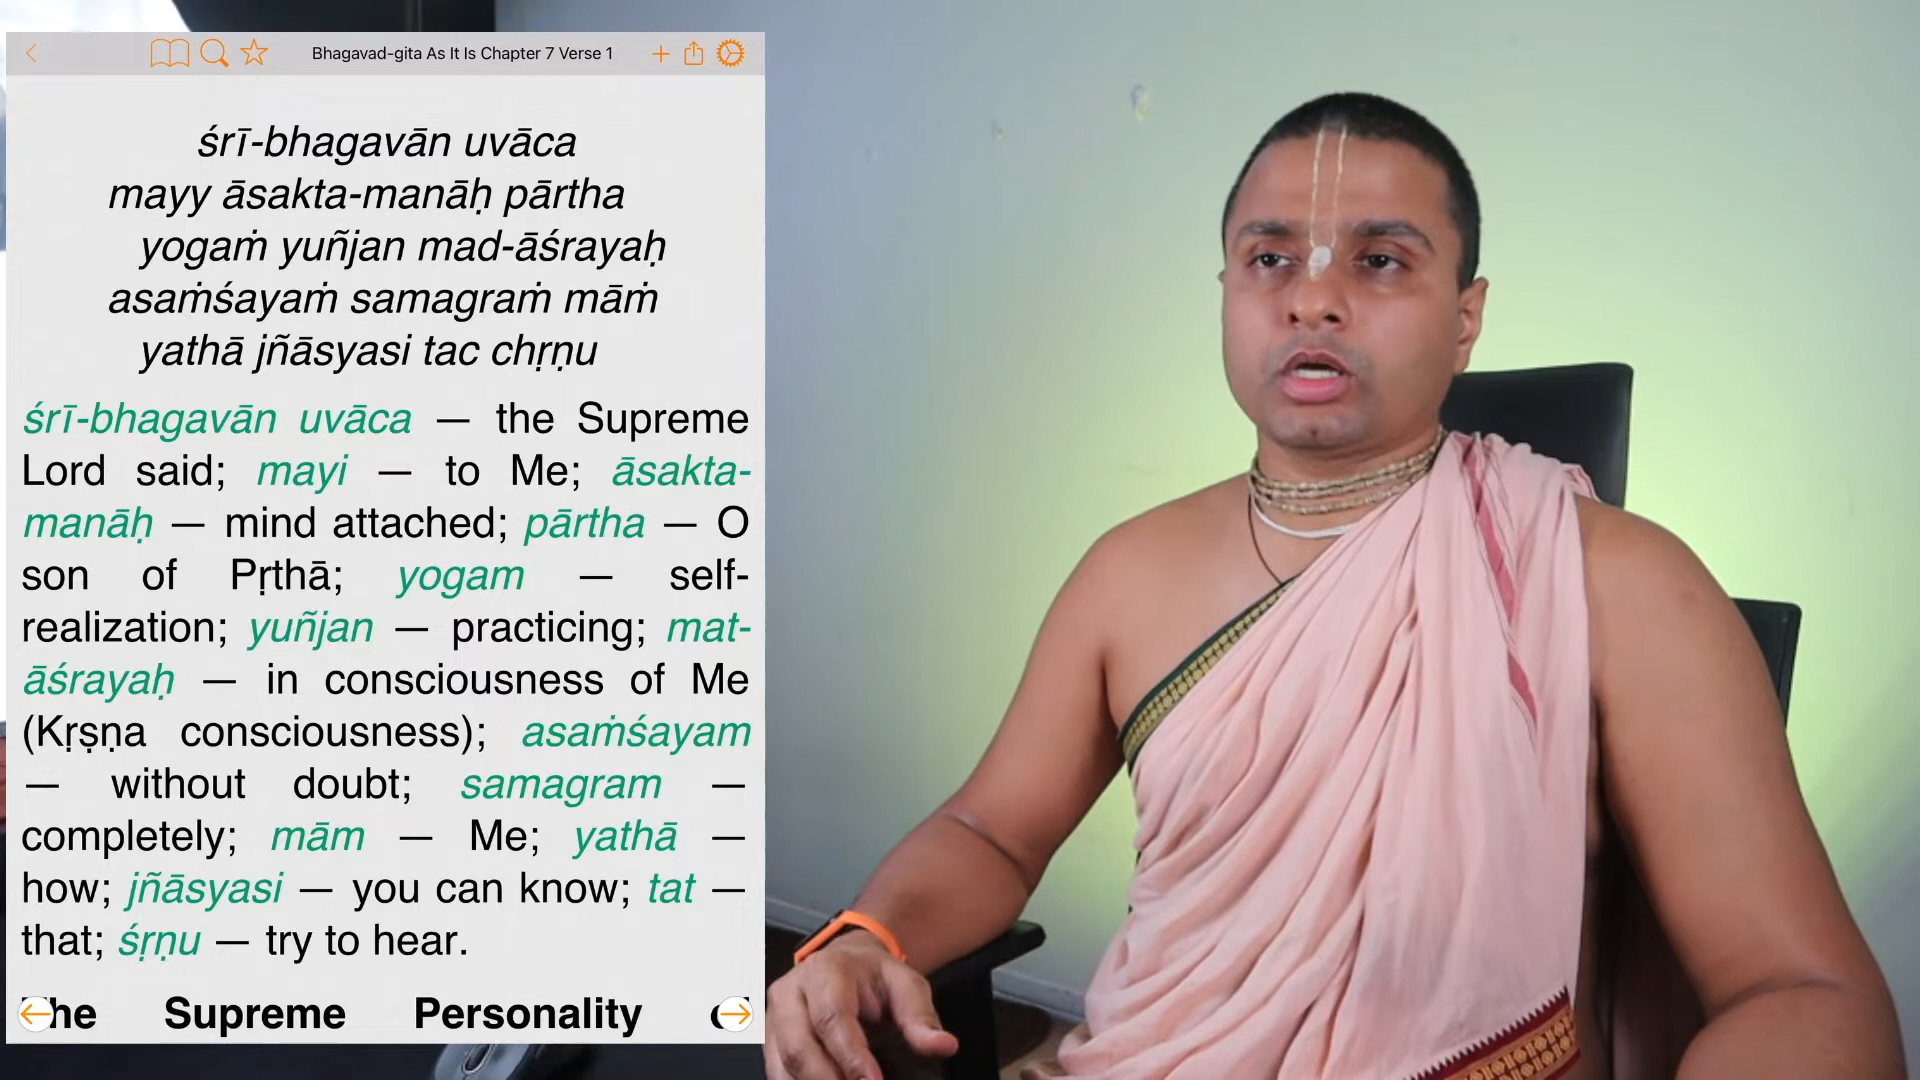 Bhagavad-gita As It Is Chapter 7 Verse 1
śrī-bhagavān uvāca
mayy āsakta-manāḥ pārtha
yogaṁ yuñjan mad-āśrayaḥ
asaṁśayaṁ samagraṁ māṁ
yathā jñāsyasi tac chṛṇu
śrī-bhagavān uvāca — the Supreme
Lord said; mayi — to Me; āsakta-
manāḥ — mind attached; pārtha — O
son of Pṛthā; yogam — self-
realization; yuñjan — practicing; mat-
āśrayaḥ — in consciousness of Me
(Kṛṣṇa consciousness); asaṁśayam
— without doubt; samagram —
completely; mām — Me; yathā —
how; jñāsyasi — you can know; tat —
that; śṛṇu — try to hear.
Supreme Personality